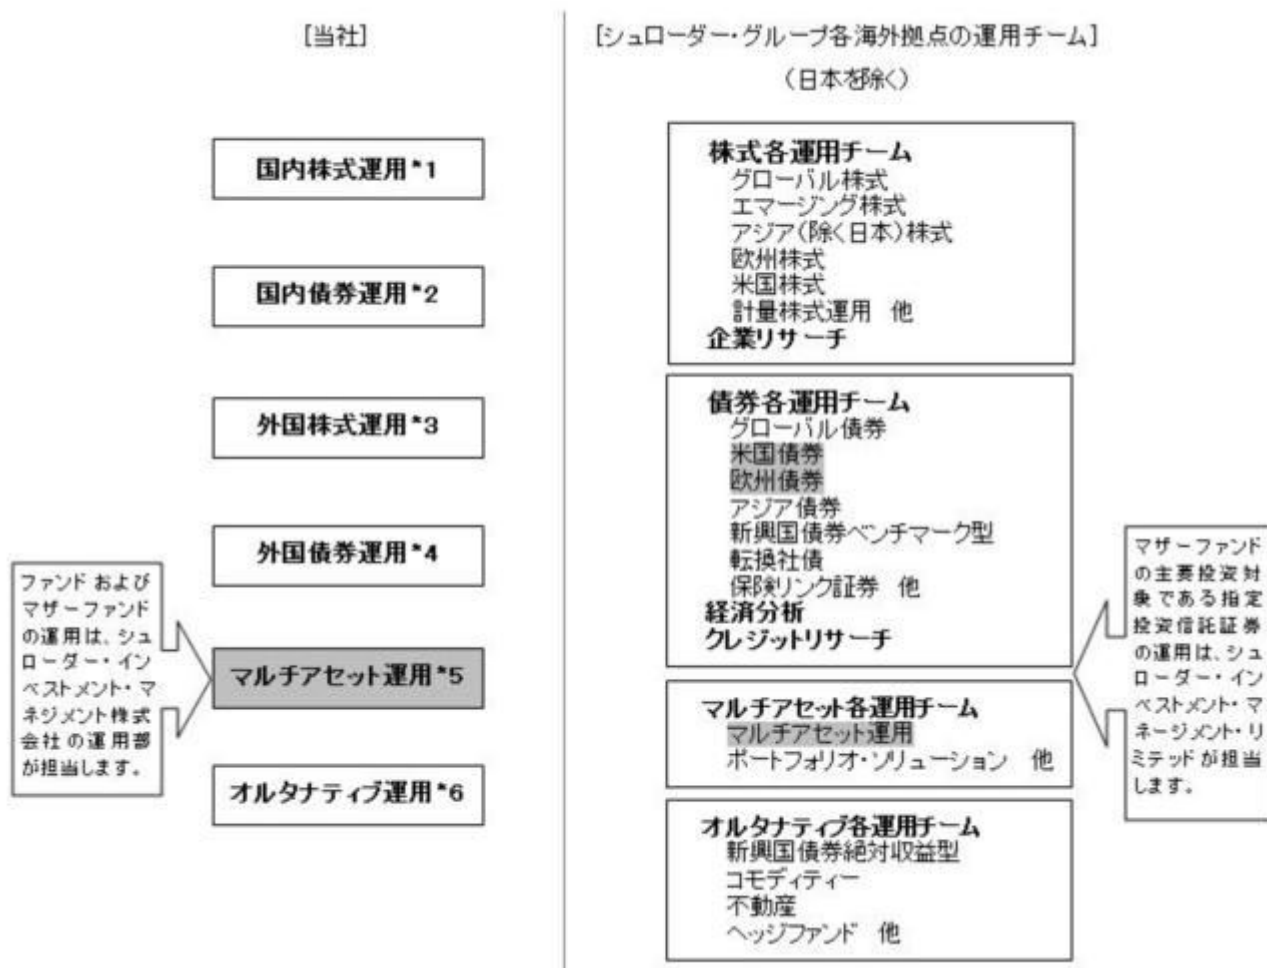 [当社]
国内株式運用*1
国内債券運用*2
外国株式運用*3
外国債券運用*4
マルチアセット運用*5
オルタナティブ運用*6
ファンド および
マザーファンド
の運用は、シュ
ローダー・イン
ベストメント・マ
ネジメント株式
会社の運用部
が担当します。
[シュローダー・グループ各海外拠点の運用チーム]
(日本を除く)
株式各運用チーム
グローバル株式
エマージング株式
アジア(除く日本)株式
欧州株式
米国株式
計量株式運用 他
企業リサーチ
債券各運用チーム
グローバル債券
米国債券
欧州債券
アジア債券
新興国債券ベンチマーク型
転換社債
保険リンク証券 他
経済分析
クレジットリサーチ
マルチアセット各運用チーム
マルチアセット運用
ポートフォリオ・ソリューション 他
オルタナティブ各運用チーム
新興国債券絶対収益型
コモディティー
不動産
ヘッジファンド 他
マザーファンド
の主要投資対
象である指定
投資信託証券
の運用は、シュ
ローダー・イン
ベストメント・マ
ネージメント・リ
ミテッドが担当
します。